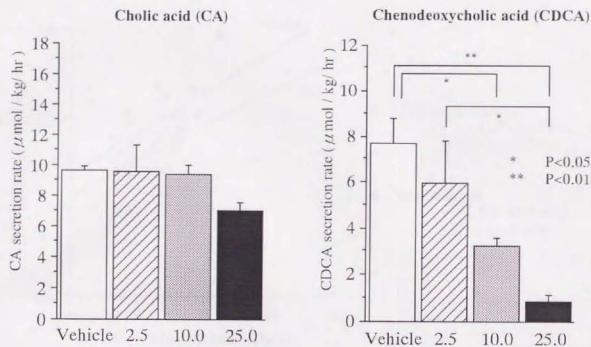 Cholic acid (CA)
CA secretion rate (μmol / kg/ hr)
18
16
14
12
10
8
6
4
2
0
Vehicle 2.5 10.0 25.0
Chenodeoxycholic acid (CDCA)
CDCA secretion rate (μmol / kg/hr)
12
10
8
6
4
2
0
**
*
*
* P<0.05
** P<0.01
Vehicle 2.5 10.0 25.0